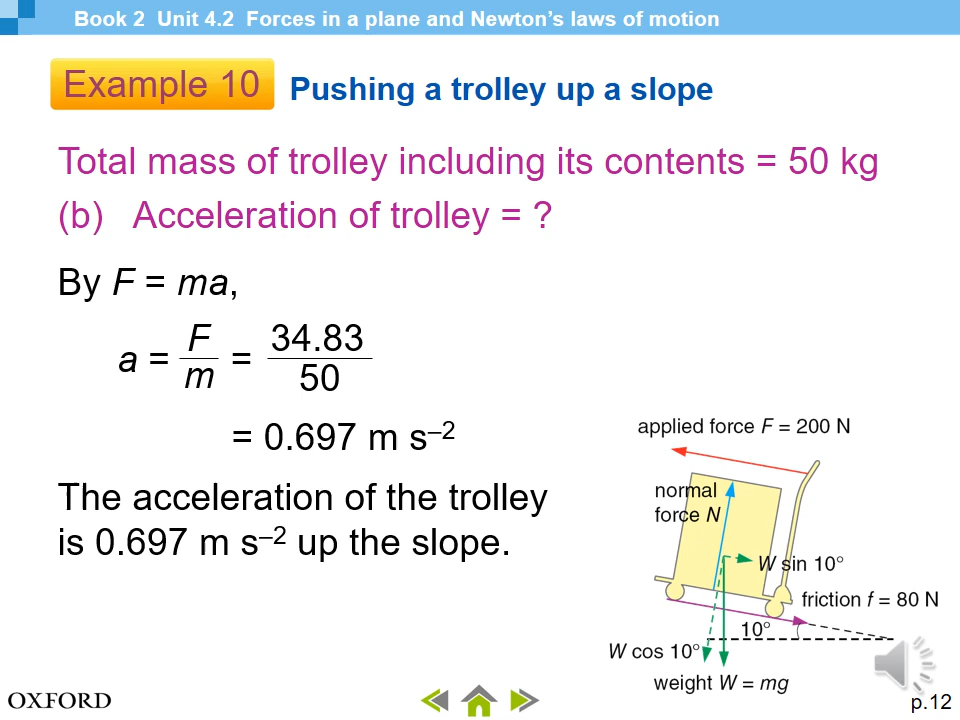 Book 2 Unit 4.2 Forces in a plane and Newton's laws of motion
Example 10 Pushing a trolley up a slope
Total mass of trolley including its contents = 50 kg
(b) Acceleration of trolley = ?
By F = ma,
a = F/m = 34.83/50
= 0.697 m s⁻²
The acceleration of the trolley
is 0.697 m s⁻² up the slope.
applied force F = 200 N
normal
force N
W sin 10°
friction f = 80 N
10°
W cos 10°
weight W = mg
OXFORD
p.12